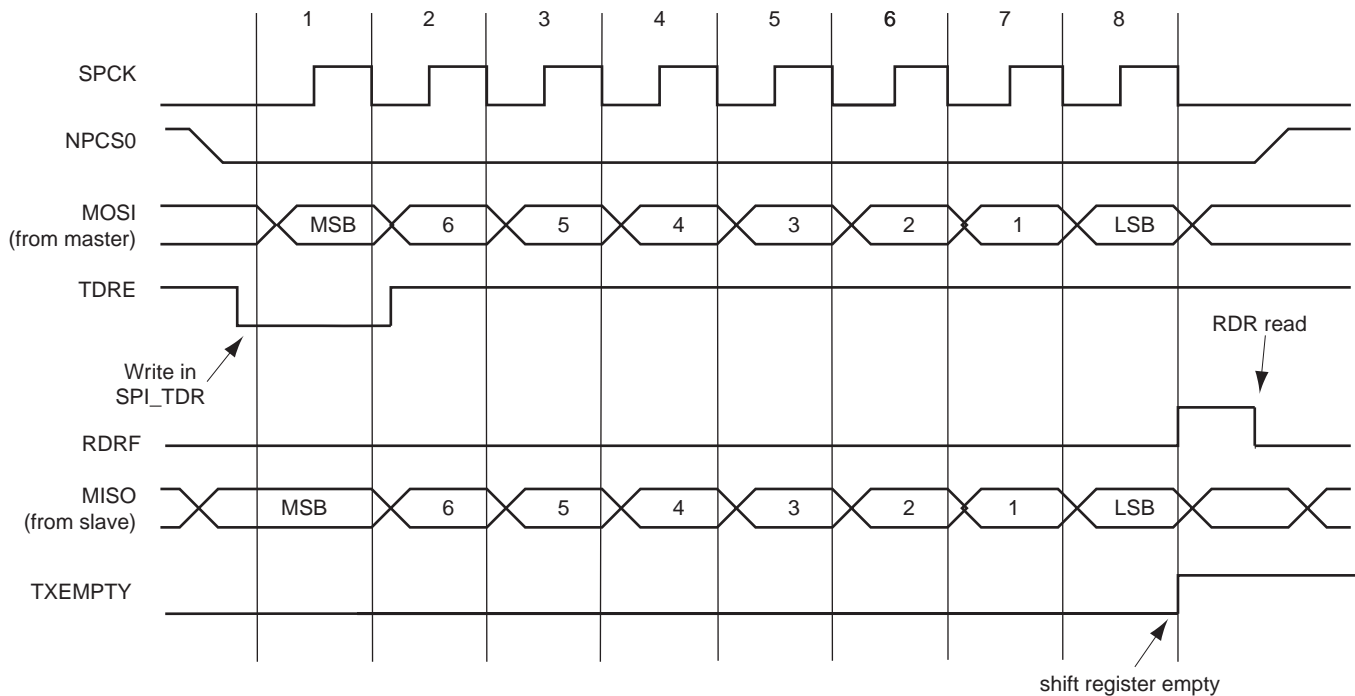 1 2 3 4 5 6 7 8
SPCK
NPCS0
MOSI
(from master)
MSB 6 5 4 3 2 1 LSB
TDRE
RDR read
Write in
SPI_TDR
RDRF
MISO
(from slave)
MSB 6 5 4 3 2 1 LSB
TXEMPTY
shift register empty